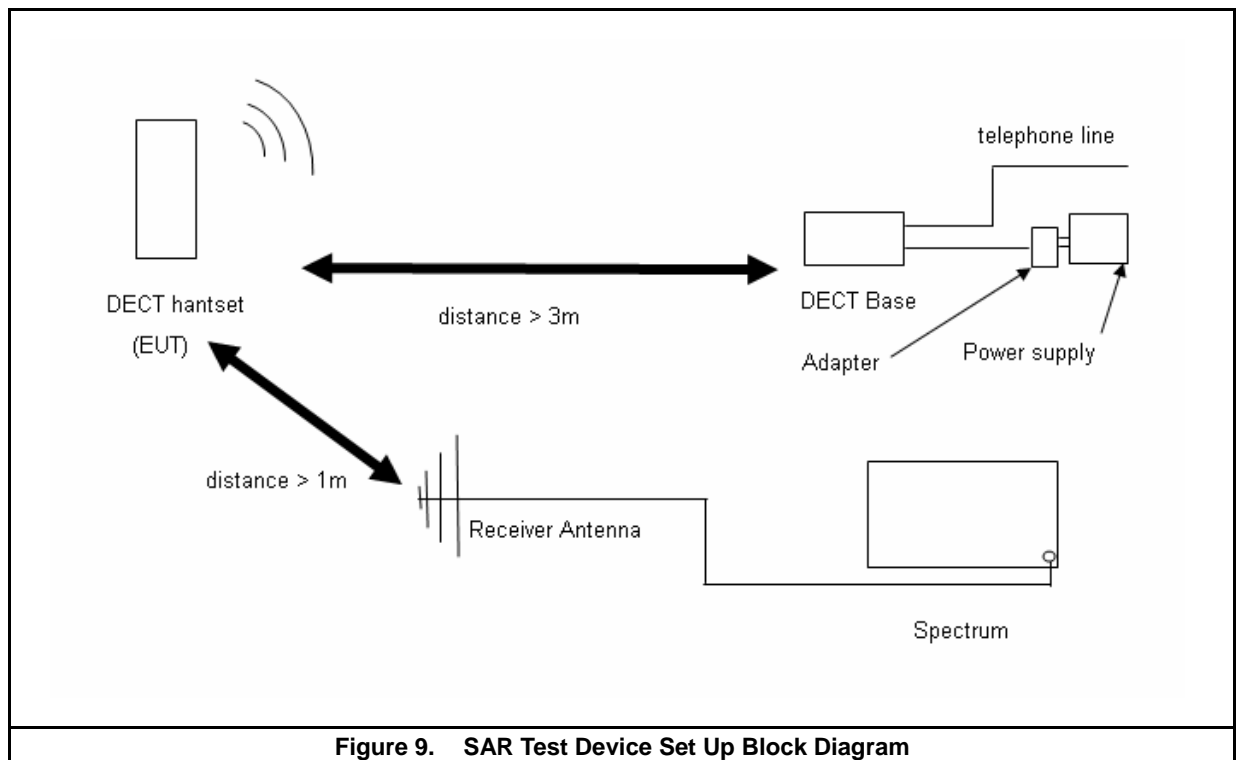 telephone line
DECT hantset
(EUT)
distance > 3m
DECT Base
Adapter
Power supply
distance > 1m
Receiver Antenna
Spectrum
Figure 9. SAR Test Device Set Up Block Diagram